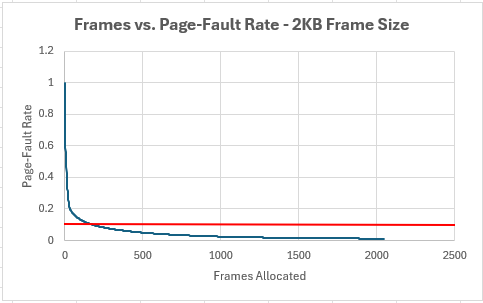 Frames vs. Page-Fault Rate - 2KB Frame Size
Page-Fault Rate
1.2
1
0.8
0.6
0.4
0.2
0
0 500 1000 1500 2000 2500
Frames Allocated